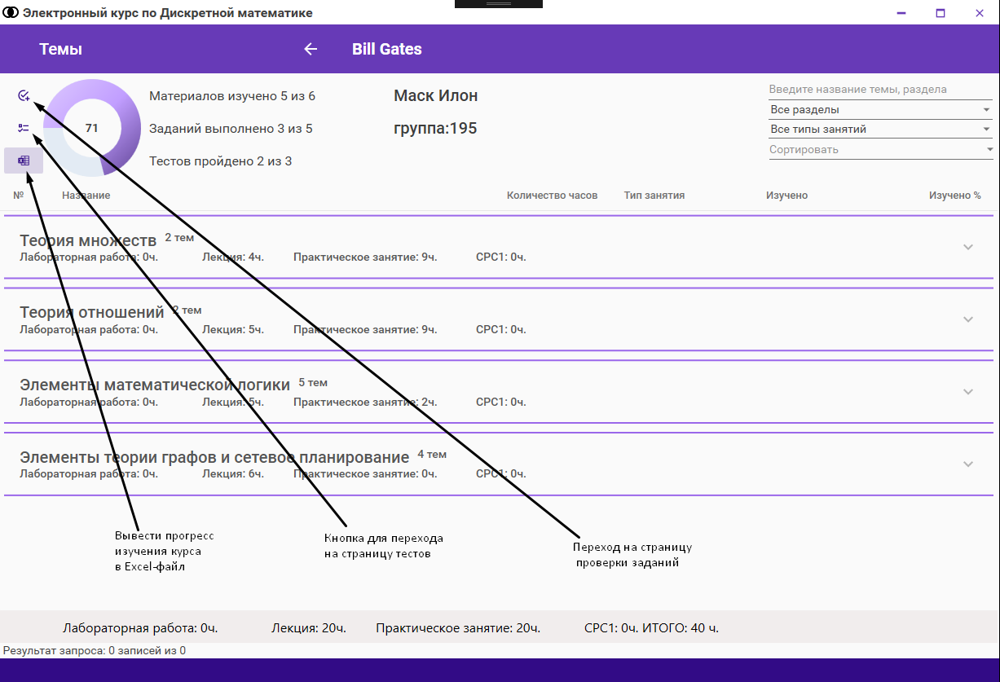 Электронный курс по Дискретной математике
Темы
Bill Gates
Материалов изучено 5 из 6
Маск Илон
Введите название темы, раздела
Все разделы
71
Заданий выполнено 3 из 5
группа:195
Все типы занятий
Сортировать
Тестов пройдено 2 из 3
№ Название Количество часов Тип занятия Изучено Изучено %
Теория множеств 2 тем
Лабораторная работа: 0ч. Лекция: 4ч. Практическое занятие: 9ч. СРС1: 0ч.
Теория отношений 2 тем
Лабораторная работа: 0ч. Лекция: 5ч. Практическое занятие: 9ч. СРС1: 0ч.
Элементы математической логики 5 тем
Лабораторная работа: 0ч. Лекция: 5ч. Практическое занятие: 2ч. СРС1: 0ч.
Элементы теории графов и сетевое планирование 4 тем
Лабораторная работа: 0ч. Лекция: 6ч. Практическое занятие: 0ч. СРС1: 0ч.
Вывести прогресс
изучения курса
в Excel-файл
Кнопка для перехода
на страницу тестов
Переход на страницу
проверки заданий
Лабораторная работа: 0ч. Лекция: 20ч. Практическое занятие: 20ч. СРС1: 0ч. ИТОГО: 40 ч.
Результат запроса: 0 записей из 0